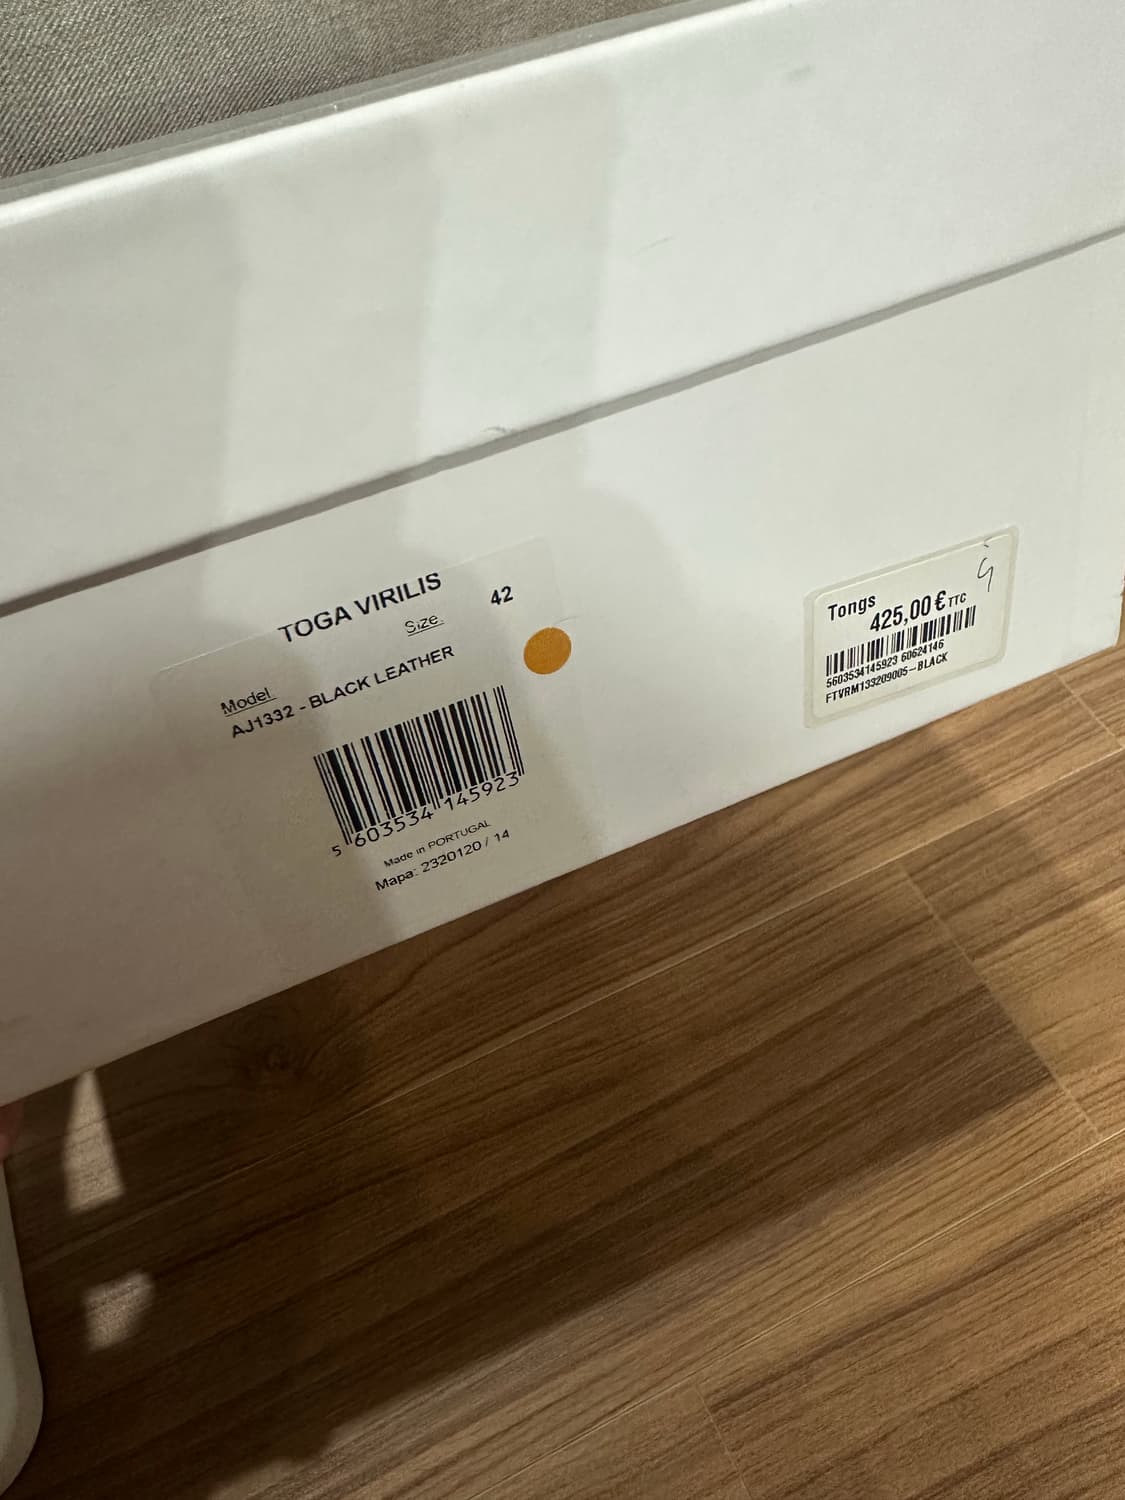 TOGA VIRILIS
Size 42
Model
AJ1332 - BLACK LEATHER
5 603534 145923
Made in PORTUGAL
Mapa: 2320120 / 14
Tongs
425,00 € TTC
5603534145923 60624146
FTVRM133209005-BLACK